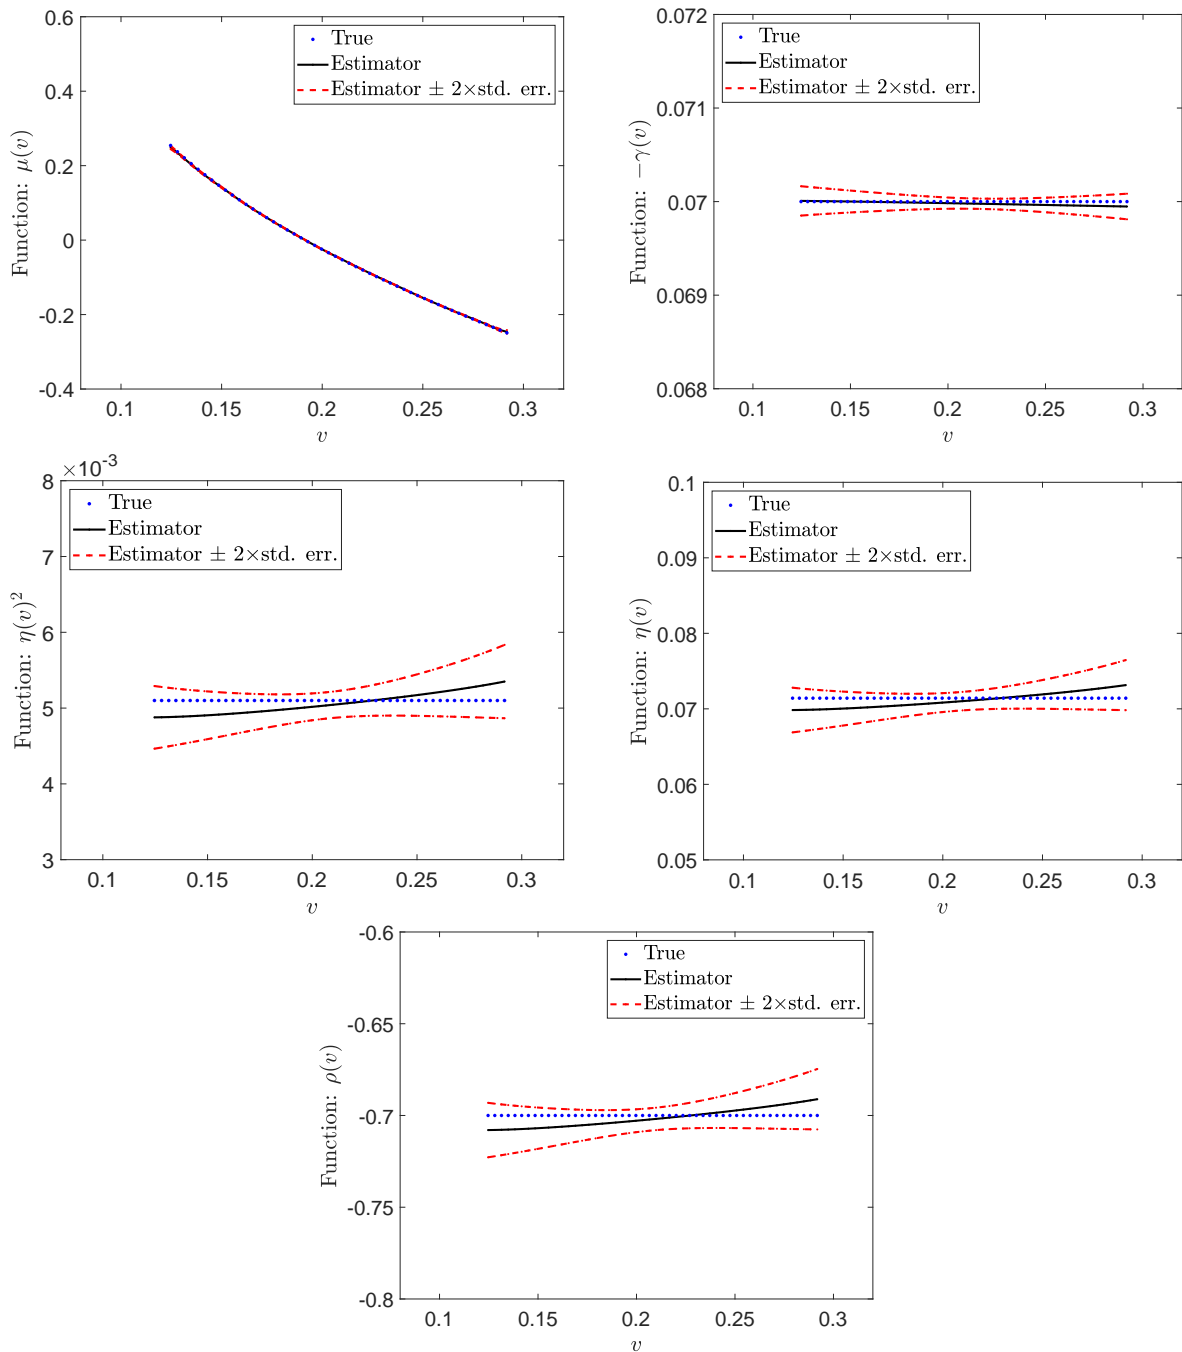 0.6
0.4
0.2
0
-0.2
-0.4
0.1 0.15 0.2 0.25 0.3
v
Function: μ(v)
True
Estimator
Estimator ± 2×std. err.
0.072
0.071
0.07
0.069
0.068
0.1 0.15 0.2 0.25 0.3
v
Function: −γ(v)
True
Estimator
Estimator ± 2×std. err.
×10⁻³
8
7
6
5
4
3
0.1 0.15 0.2 0.25 0.3
v
Function: η(v)²
True
Estimator
Estimator ± 2×std. err.
0.1
0.09
0.08
0.07
0.06
0.05
0.1 0.15 0.2 0.25 0.3
v
Function: η(v)
True
Estimator
Estimator ± 2×std. err.
-0.6
-0.65
-0.7
-0.75
-0.8
0.1 0.15 0.2 0.25 0.3
v
Function: ρ(v)
True
Estimator
Estimator ± 2×std. err.